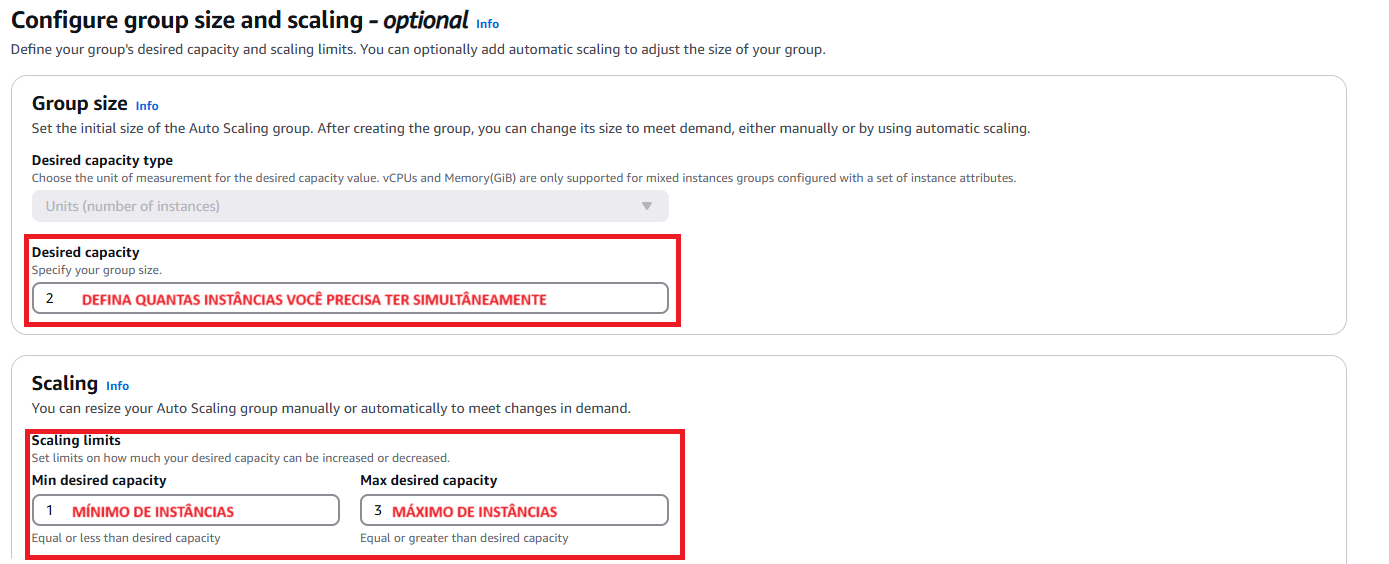 Configure group size and scaling - optional Info
Define your group's desired capacity and scaling limits. You can optionally add automatic scaling to adjust the size of your group.
Group size Info
Set the initial size of the Auto Scaling group. After creating the group, you can change its size to meet demand, either manually or by using automatic scaling.
Desired capacity type
Choose the unit of measurement for the desired capacity value. vCPUs and Memory(GiB) are only supported for mixed instances groups configured with a set of instance attributes.
Units (number of instances)
Desired capacity
Specify your group size.
2 DEFINA QUANTAS INSTÂNCIAS VOCÊ PRECISA TER SIMULTÂNEAMENTE
Scaling Info
You can resize your Auto Scaling group manually or automatically to meet changes in demand.
Scaling limits
Set limits on how much your desired capacity can be increased or decreased.
Min desired capacity Max desired capacity
1 MÍNIMO DE INSTÂNCIAS 3 MÁXIMO DE INSTÂNCIAS
Equal or less than desired capacity Equal or greater than desired capacity